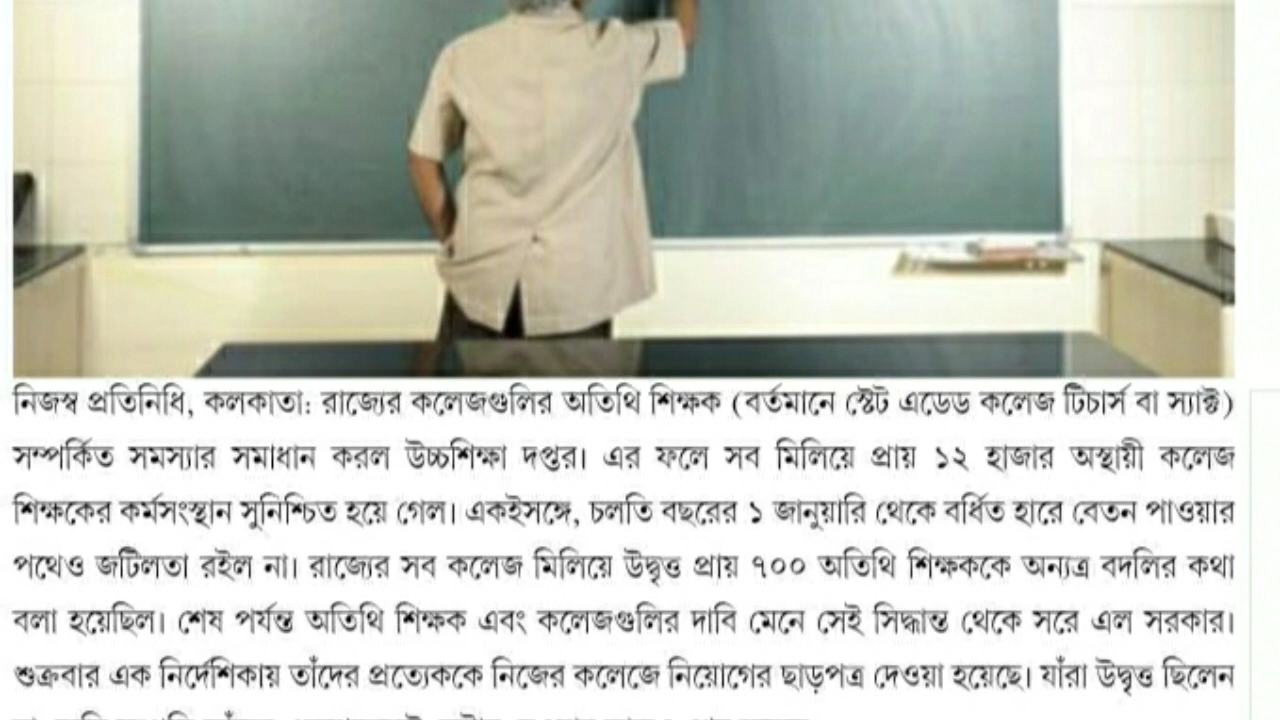 নিজস্ব প্রতিনিধি, কলকাতা: রাজ্যের কলেজগুলির অতিথি শিক্ষক (বর্তমানে স্টেট এডেড কলেজ টিচার্স বা স্যাক্ট)
সম্পর্কিত সমস্যার সমাধান করল উচ্চশিক্ষা দপ্তর। এর ফলে সব মিলিয়ে প্রায় ১২ হাজার অস্থায়ী কলেজ
শিক্ষকের কর্মসংস্থান সুনিশ্চিত হয়ে গেল। একইসঙ্গে, চলতি বছরের ১ জানুয়ারি থেকে বর্ধিত হারে বেতন পাওয়ার
পথেও জটিলতা রইল না। রাজ্যের সব কলেজ মিলিয়ে উদ্বৃত্ত প্রায় ৭০০ অতিথি শিক্ষককে অন্যত্র বদলির কথা
বলা হয়েছিল। শেষ পর্যন্ত অতিথি শিক্ষক এবং কলেজগুলির দাবি মেনে সেই সিদ্ধান্ত থেকে সরে এল সরকার।
শুক্রবার এক নির্দেশিকায় তাঁদের প্রত্যেককে নিজের কলেজে নিয়োগের ছাড়পত্র দেওয়া হয়েছে। যাঁরা উদ্বৃত্ত ছিলেন